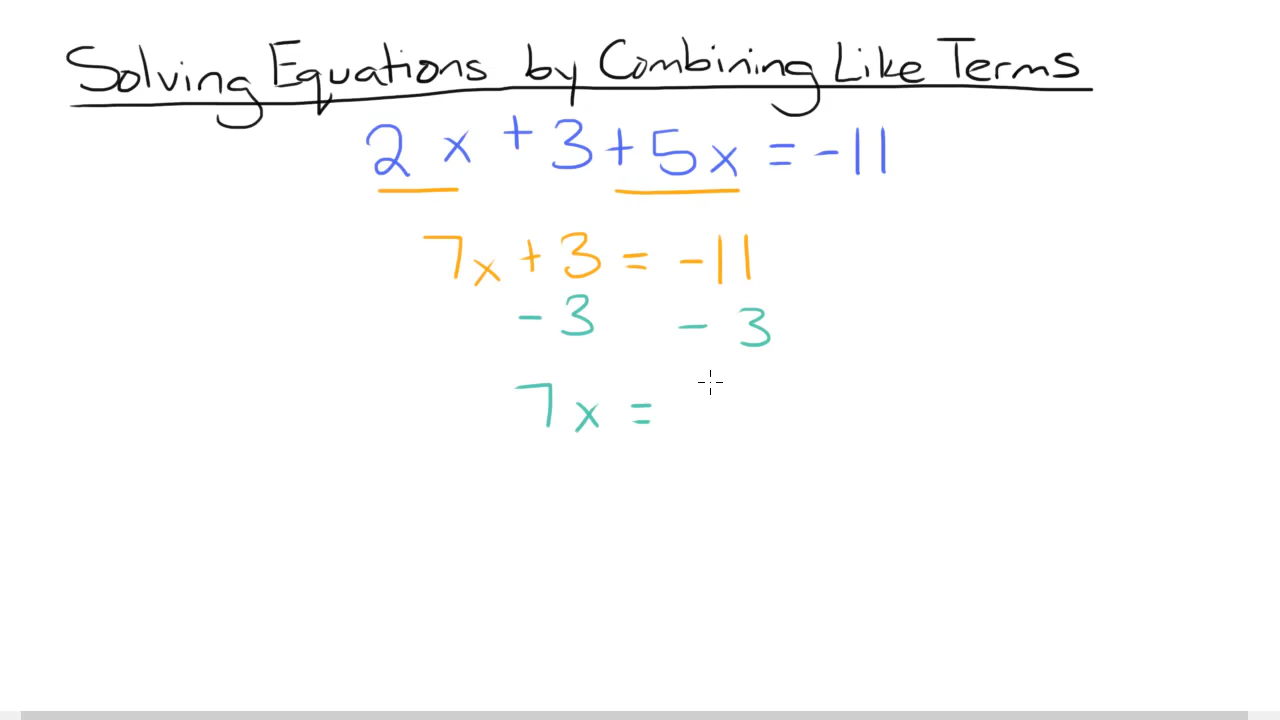 Solving Equations by Combining Like Terms
2x + 3 + 5x = -11
7x + 3 = -11
- 3 - 3
7x =